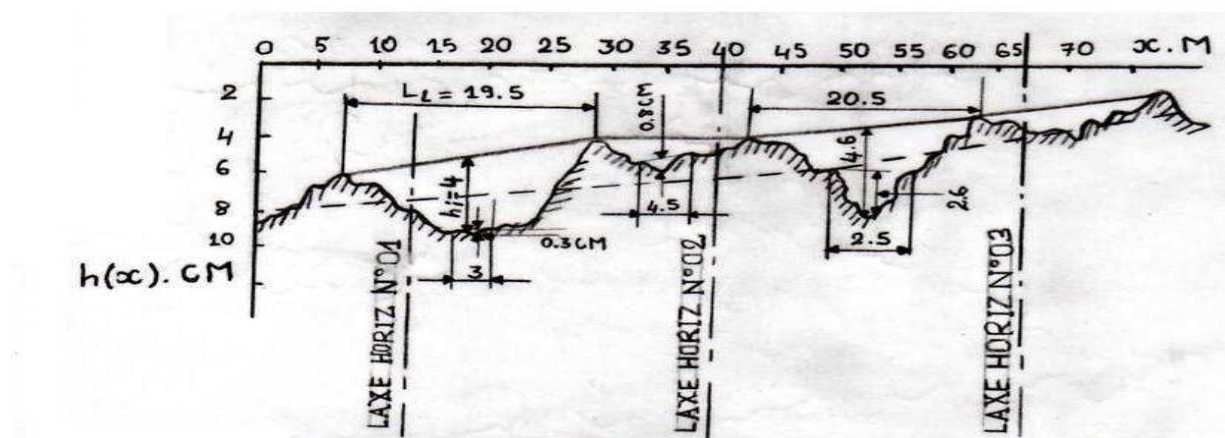 0 5 10 15 20 25 30 35 40 45 50 55 60 65 70 x.M
2
4
6
8
10
h(x).CM
Lₗ = 19.5
0.8CM
20.5
hi=4
4.6
2.6
4.5
2.5
0.3CM
3
LAXE HORIZ N°01
LAXE HORIZ N°02
LAXE HORIZ N°03